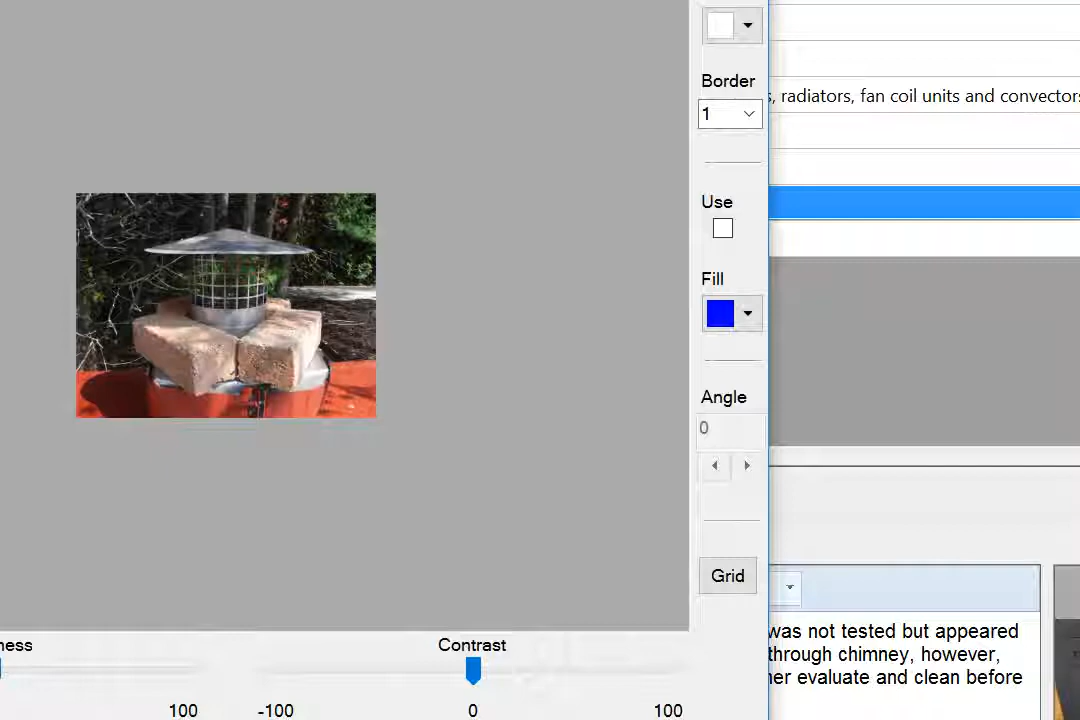 Border
, radiators, fan coil units and convectors
1
Use
Fill
Angle
0
Grid
was not tested but appeared
through chimney, however,
evaluate and clean before
Contrast
100
-100
0
100